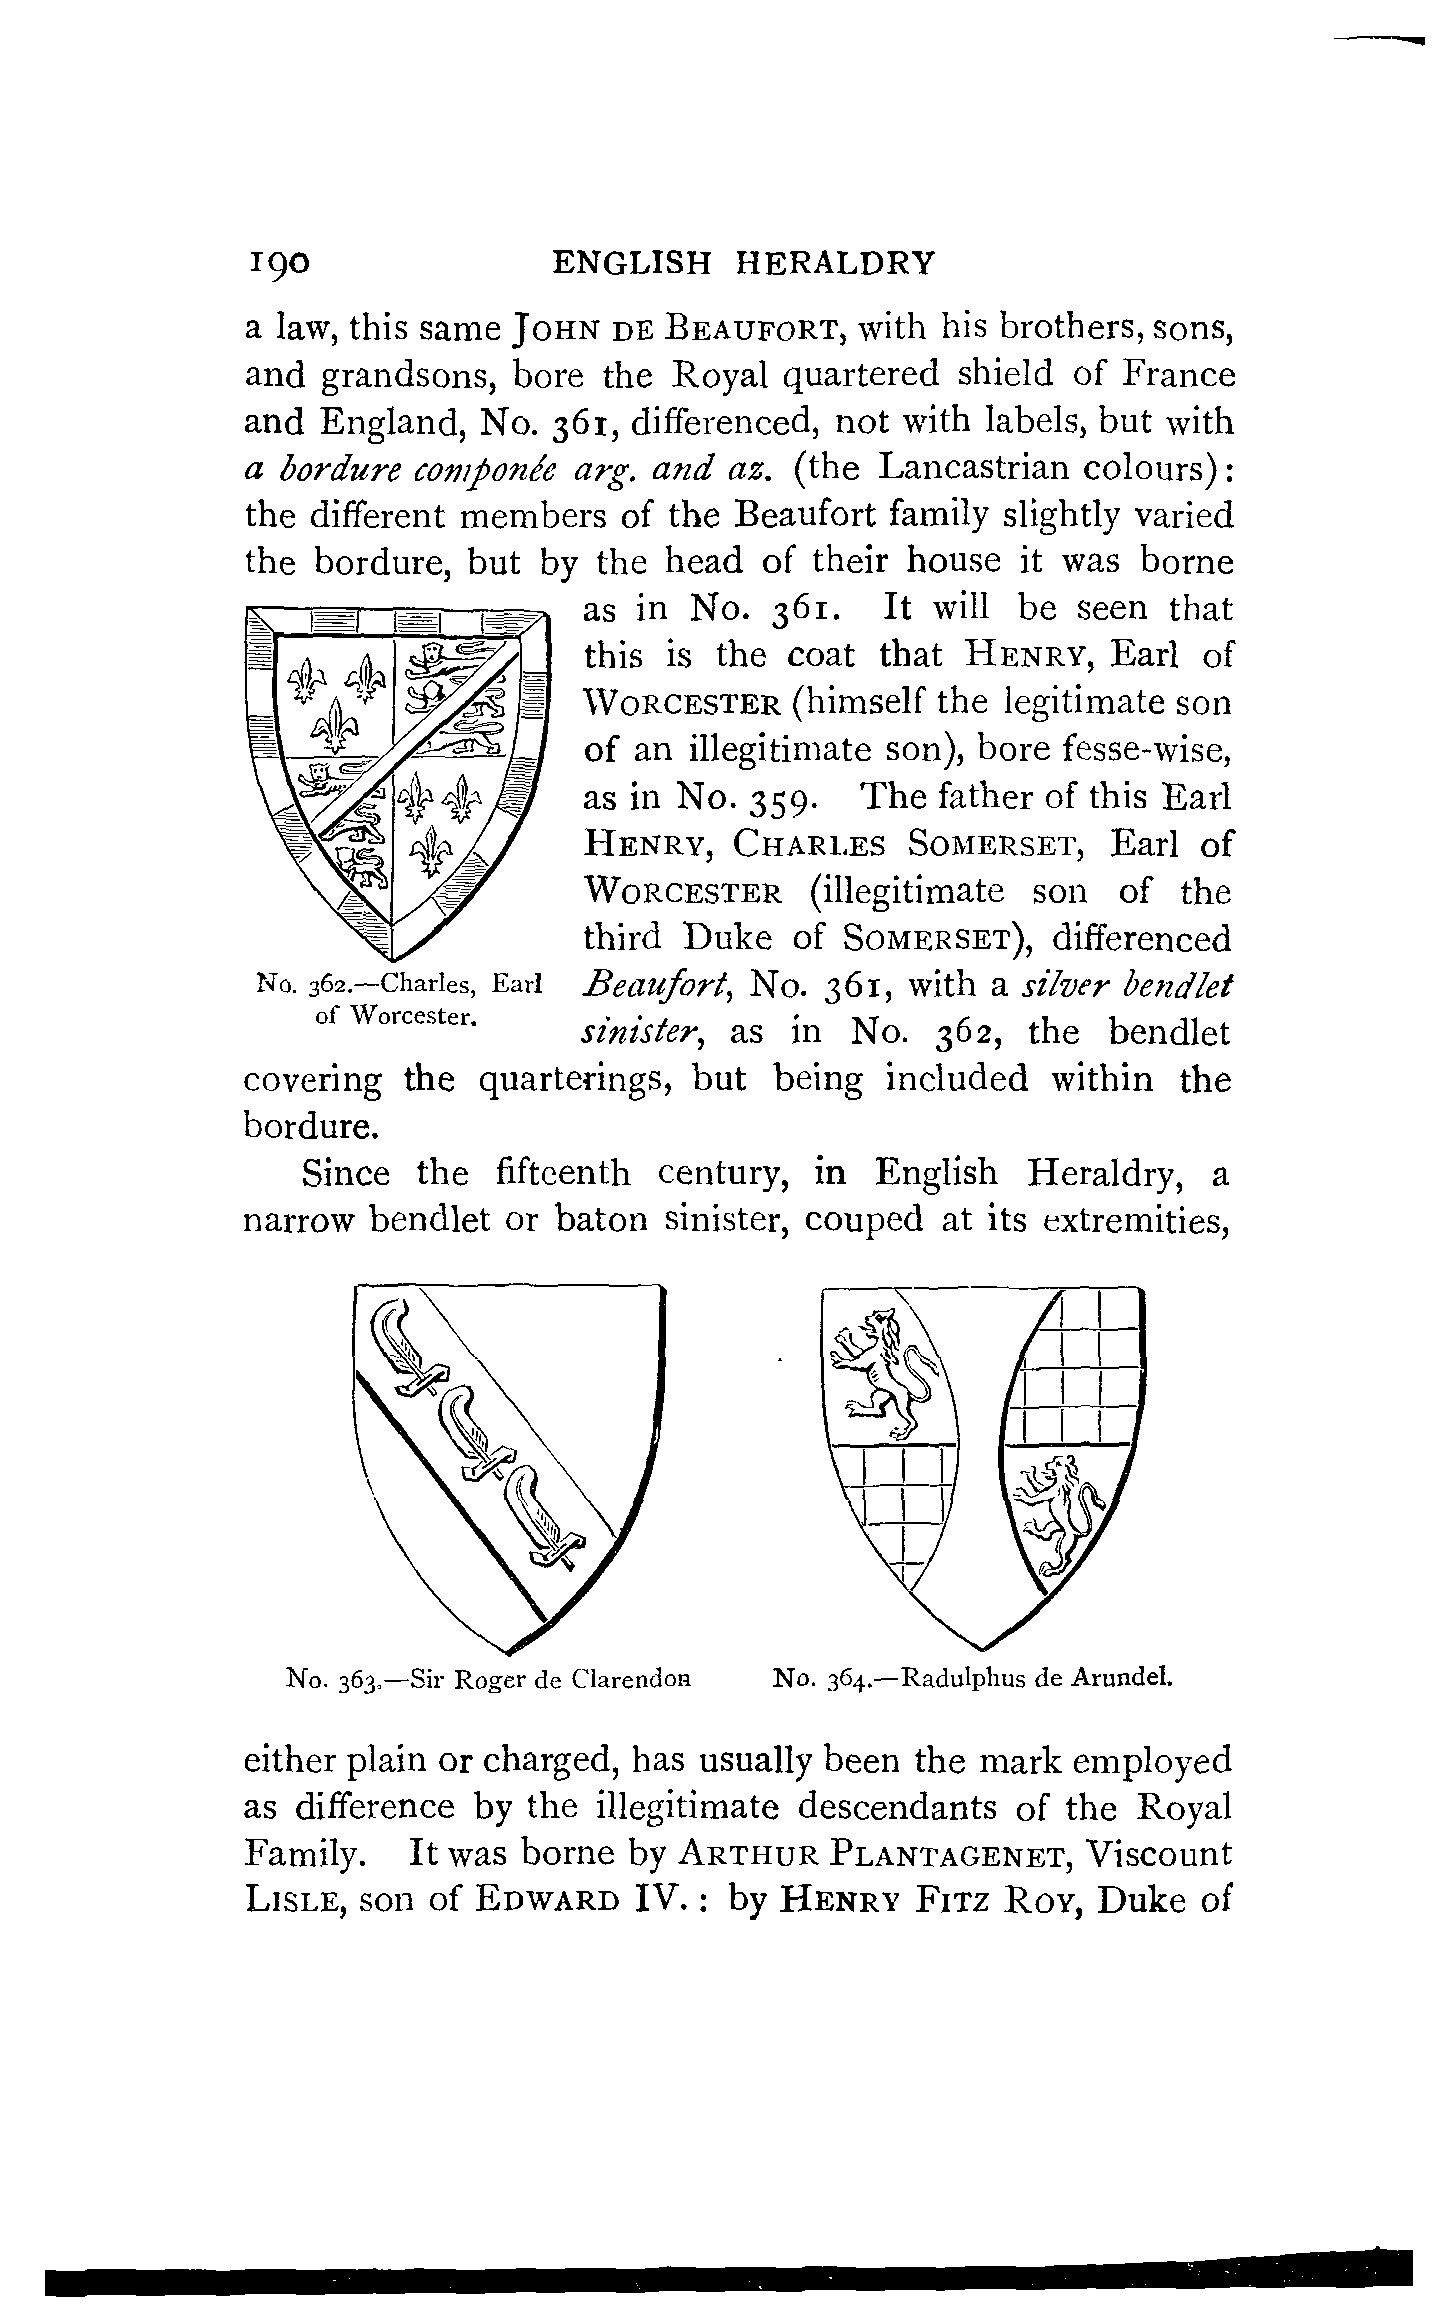 190 ENGLISH HERALDRY
a law, this same JOHN DE BEAUFORT, with his brothers, sons,
and grandsons, bore the Royal quartered shield of France
and England, No. 361, differenced, not with labels, but with
a bordure componée arg. and az. (the Lancastrian colours):
the different members of the Beaufort family slightly varied
the bordure, but by the head of their house it was borne
as in No. 361. It will be seen that
this is the coat that HENRY, Earl of
WORCESTER (himself the legitimate son
of an illegitimate son), bore fesse-wise,
as in No. 359. The father of this Earl
HENRY, CHARLES SOMERSET, Earl of
WORCESTER (illegitimate son of the
third Duke of SOMERSET), differenced
Beaufort, No. 361, with a silver bendlet
sinister, as in No. 362, the bendlet
No. 362.—Charles, Earl
of Worcester.
covering the quarterings, but being included within the
bordure.
Since the fifteenth century, in English Heraldry, a
narrow bendlet or baton sinister, couped at its extremities,
No. 363.—Sir Roger de Clarendon
No. 364.—Radulphus de Arundel.
either plain or charged, has usually been the mark employed
as difference by the illegitimate descendants of the Royal
Family. It was borne by ARTHUR PLANTAGENET, Viscount
LISLE, son of EDWARD IV.: by HENRY FITZ ROY, Duke of